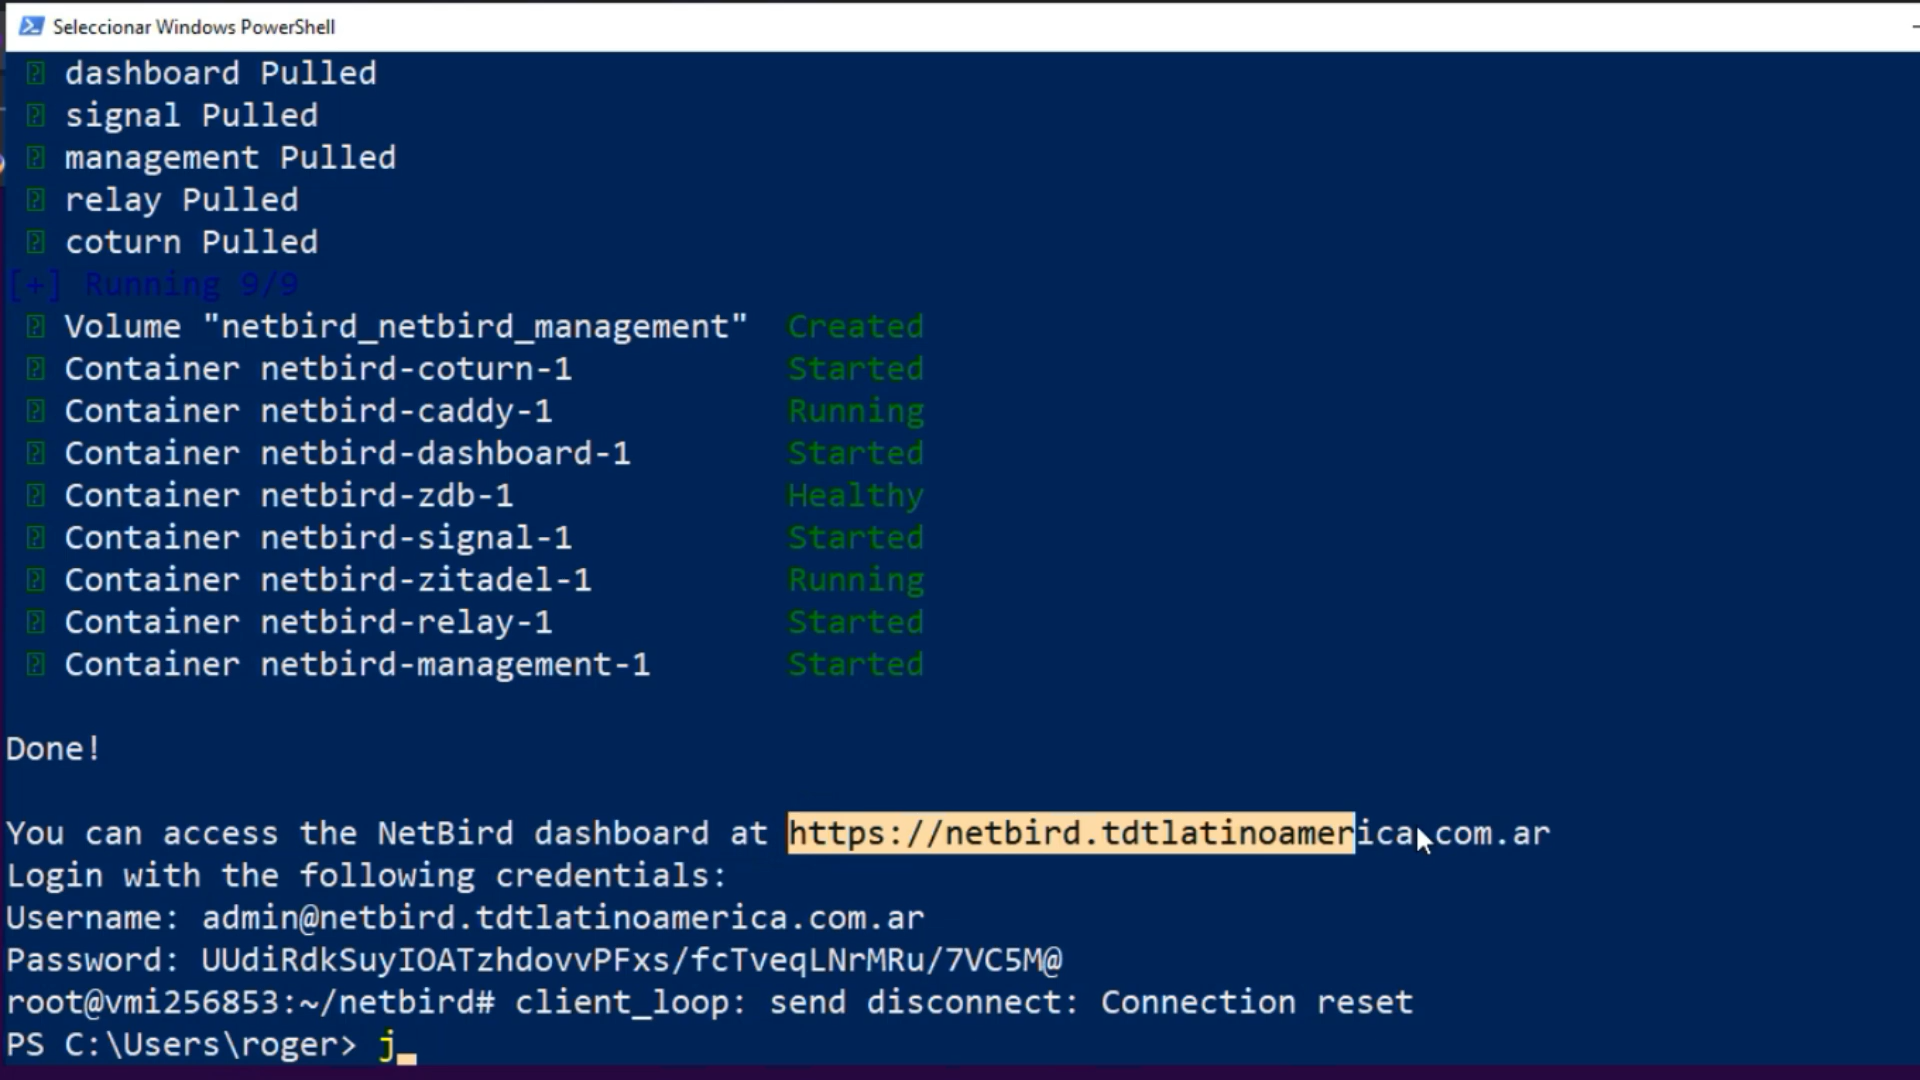 Seleccionar Windows PowerShell
dashboard Pulled
signal Pulled
management Pulled
relay Pulled
coturn Pulled
[+] Running 9/9
Volume "netbird_netbird_management" Created
Container netbird-coturn-1 Started
Container netbird-caddy-1 Running
Container netbird-dashboard-1 Started
Container netbird-zdb-1 Healthy
Container netbird-signal-1 Started
Container netbird-zitadel-1 Running
Container netbird-relay-1 Started
Container netbird-management-1 Started
Done!
You can access the NetBird dashboard at https://netbird.tdtlatinoamerica.com.ar
Login with the following credentials:
Username: admin@netbird.tdtlatinoamerica.com.ar
Password: UUdiRdkSuyIOATzhdovvPFxs/fcTveqLNrMRu/7VC5M@
root@vmi256853:~/netbird# client_loop: send disconnect: Connection reset
PS C:\Users\roger> j